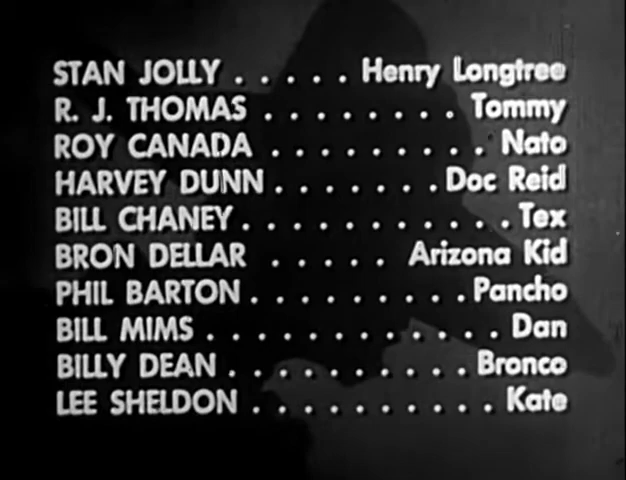 STAN JOLLY . . . . . Henry Longtree
R. J. THOMAS . . . . . . . . Tommy
ROY CANADA . . . . . . . . . Nato
HARVEY DUNN . . . . . . . Doc Reid
BILL CHANEY . . . . . . . . . . . Tex
BRON DELLAR . . . . . Arizona Kid
PHIL BARTON . . . . . . . . . Pancho
BILL MIMS . . . . . . . . . . . . Dan
BILLY DEAN . . . . . . . . . . Bronco
LEE SHELDON . . . . . . . . . . Kate